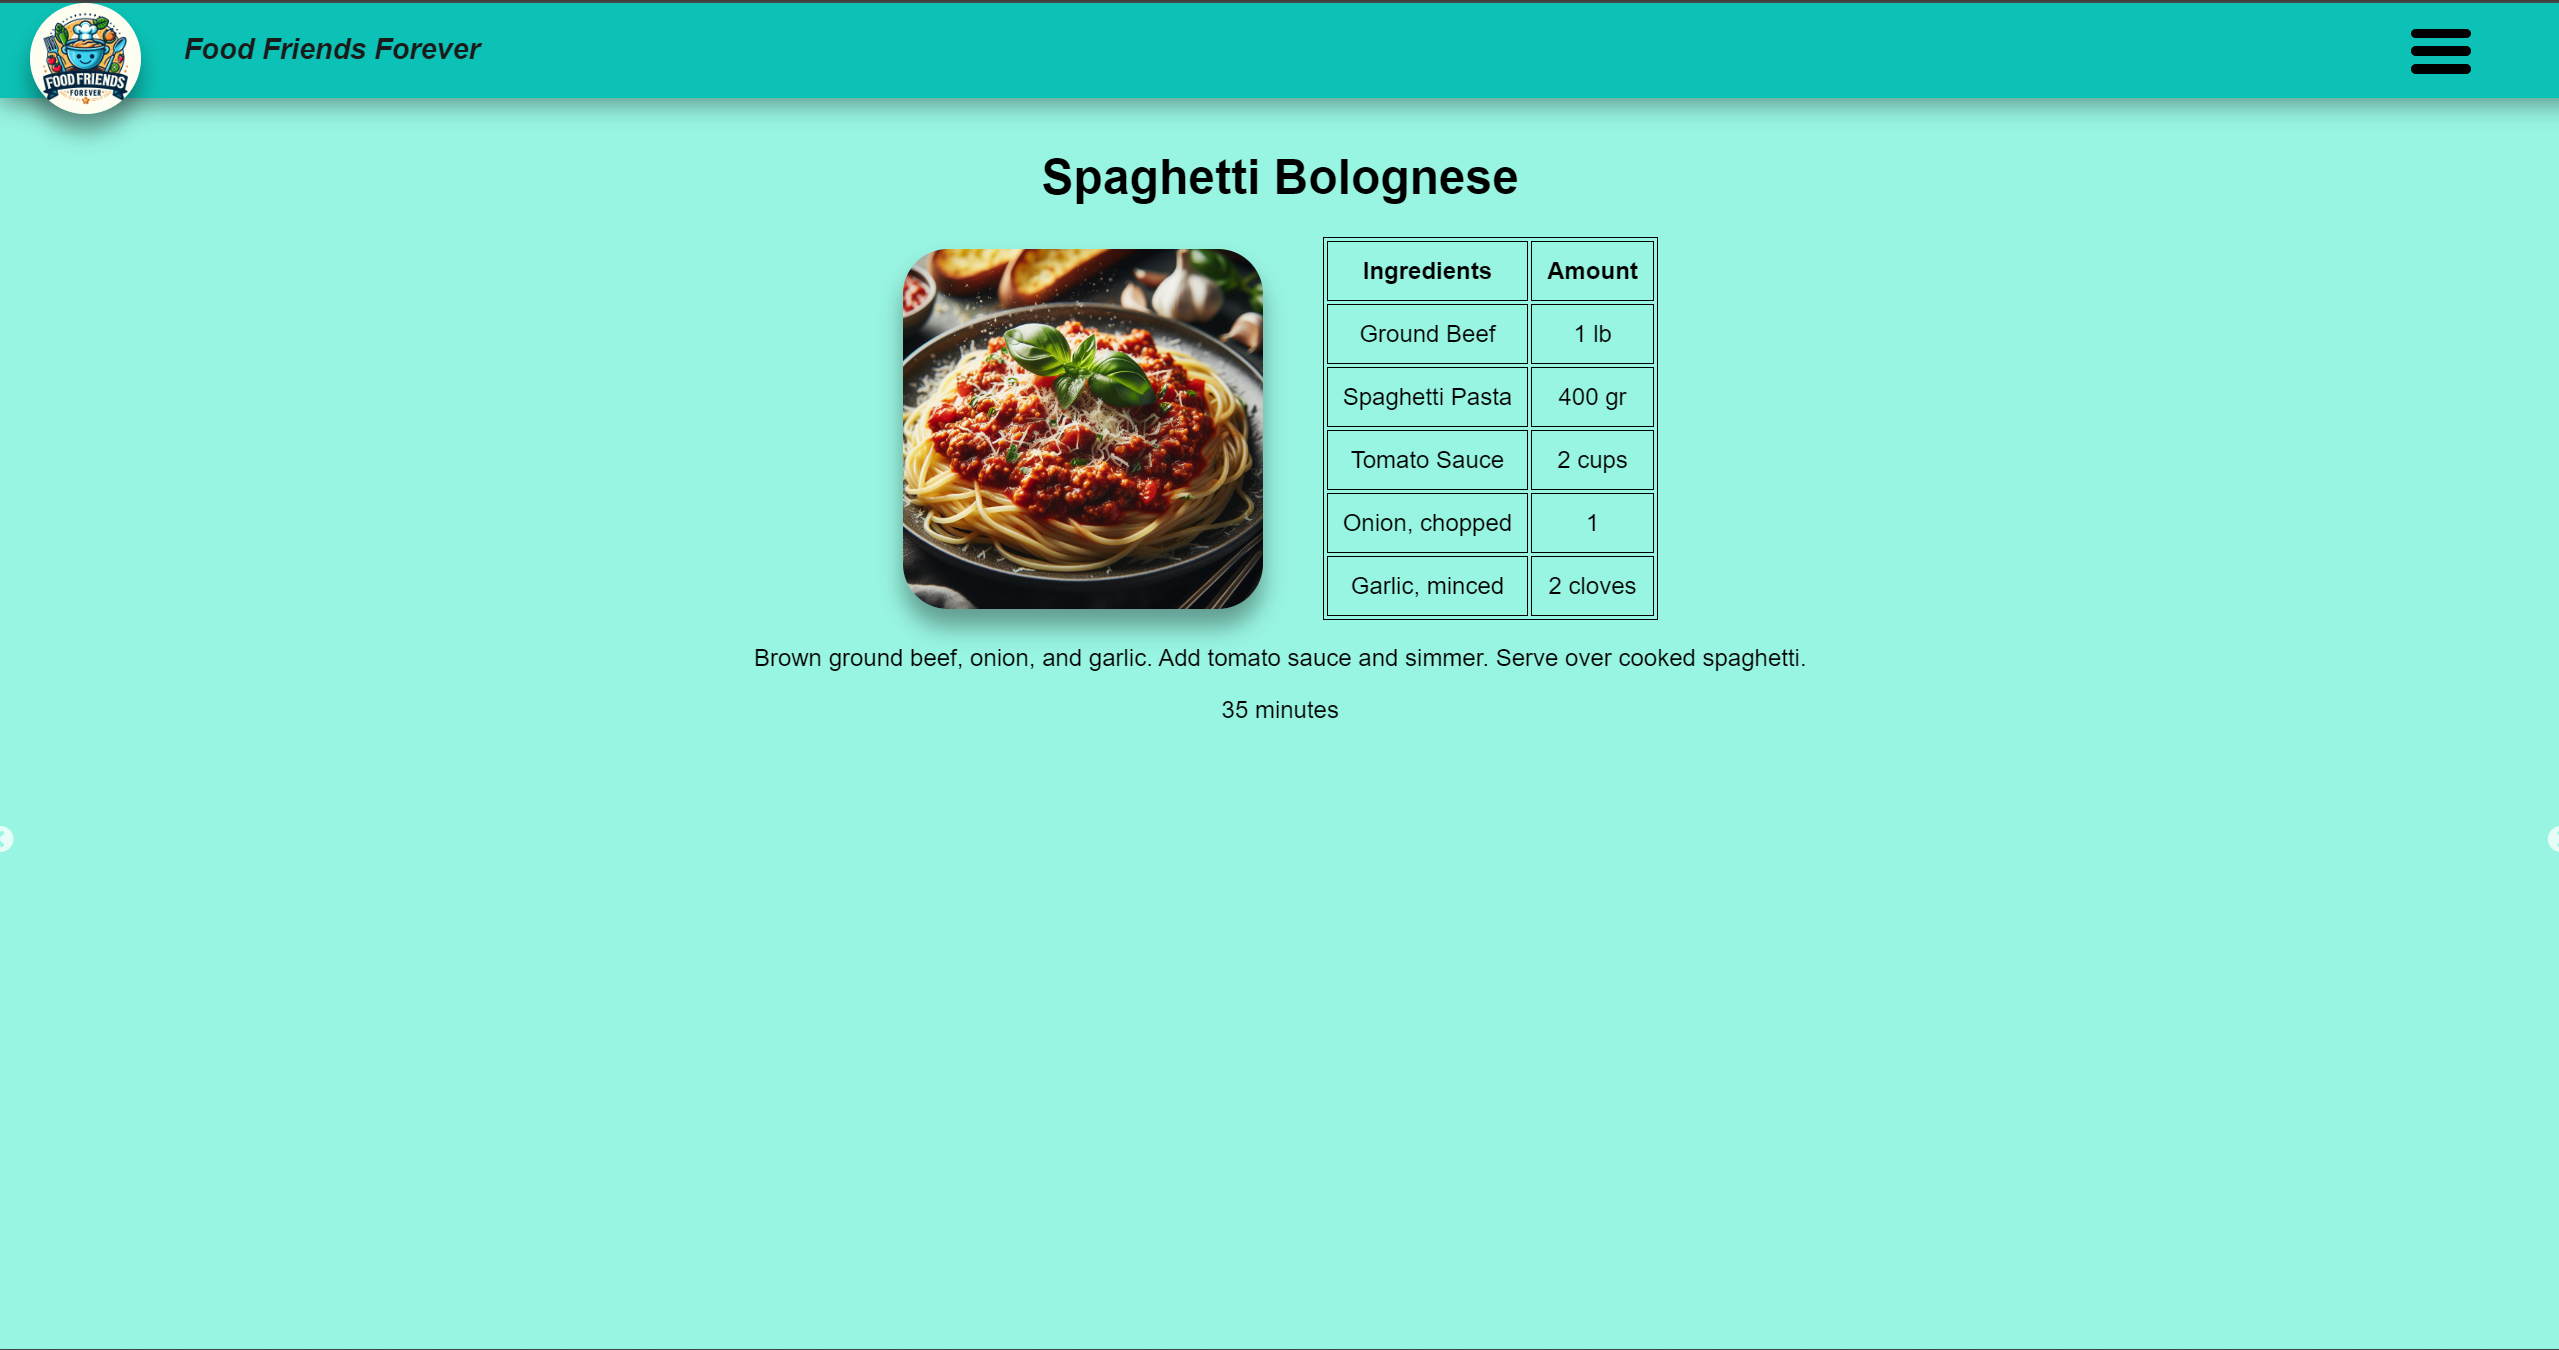 FOOD FRIENDS
FOREVER
Food Friends Forever
Spaghetti Bolognese
Ingredients Amount
Ground Beef 1 lb
Spaghetti Pasta 400 gr
Tomato Sauce 2 cups
Onion, chopped 1
Garlic, minced 2 cloves
Brown ground beef, onion, and garlic. Add tomato sauce and simmer. Serve over cooked spaghetti.
35 minutes